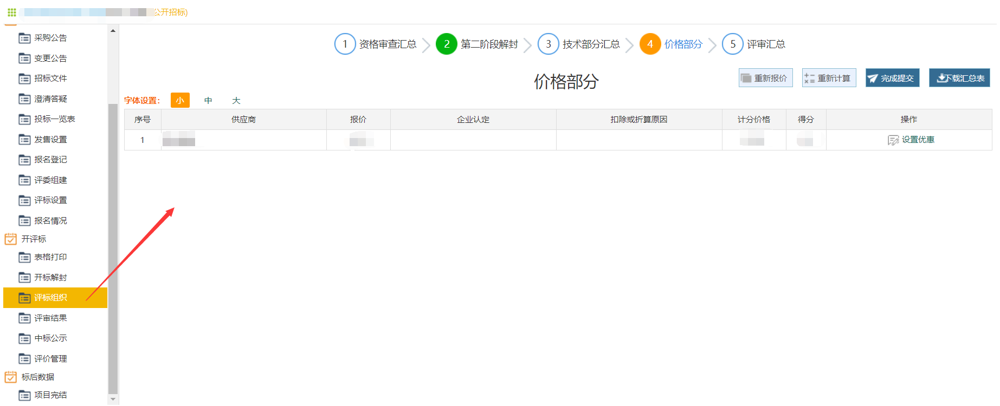 公开招标)
采购公告
变更公告
招标文件
澄清答疑
投标一览表
发售设置
报名登记
评委组建
评标设置
报名情况
开评标
表格打印
开标解封
评标组织
评审结果
中标公示
评价管理
标后数据
项目完结
1 资格审查汇总 2 第二阶段解封 3 技术部分汇总 4 价格部分 5 评审汇总
价格部分
重新报价 重新计算 完成提交 下载汇总表
字体设置: 小 中 大
序号 供应商 报价 企业认定 扣除或折算原因 计分价格 得分 操作
1 设置优惠